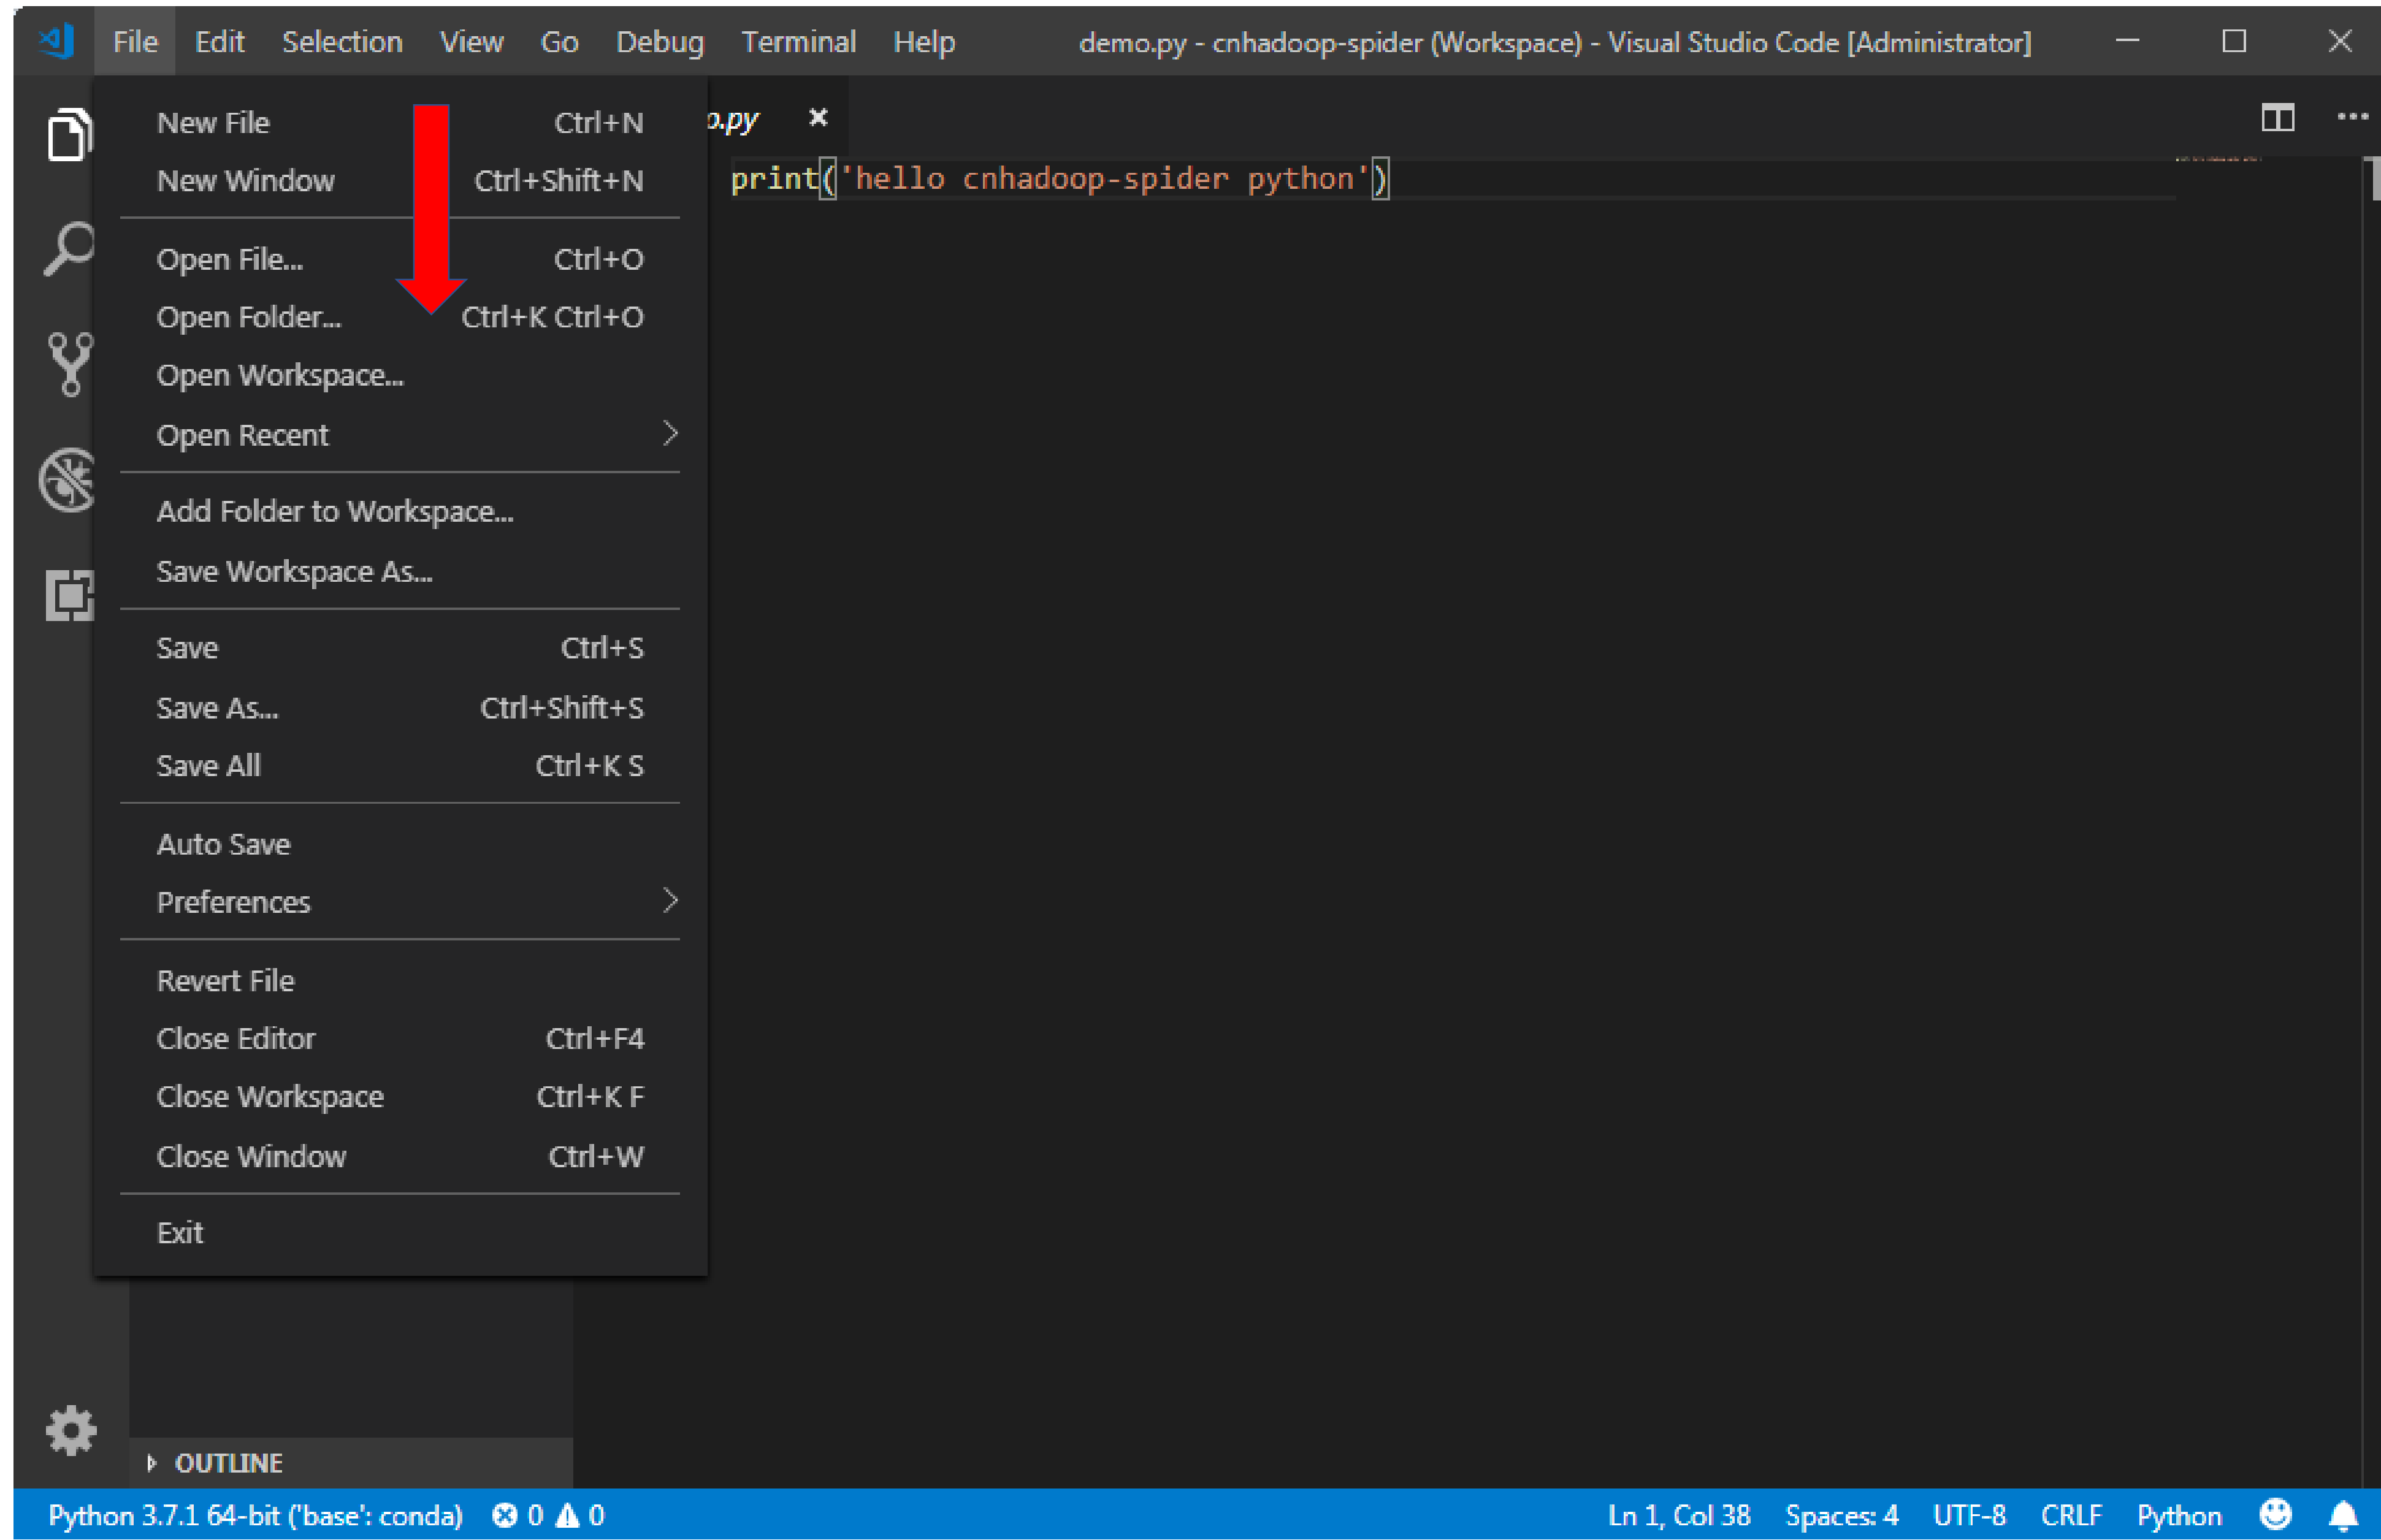 File Edit Selection View Go Debug Terminal Help demo.py - cnhadoop-spider (Workspace) - Visual Studio Code [Administrator]
New File Ctrl+N
New Window Ctrl+Shift+N
Open File... Ctrl+O
Open Folder... Ctrl+K Ctrl+O
Open Workspace...
Open Recent
Add Folder to Workspace...
Save Workspace As...
Save Ctrl+S
Save As... Ctrl+Shift+S
Save All Ctrl+K S
Auto Save
Preferences
Revert File
Close Editor Ctrl+F4
Close Workspace Ctrl+K F
Close Window Ctrl+W
Exit
o.py
print('hello cnhadoop-spider python')
OUTLINE
Python 3.7.1 64-bit ('base': conda) 0 0 Ln 1, Col 38 Spaces: 4 UTF-8 CRLF Python